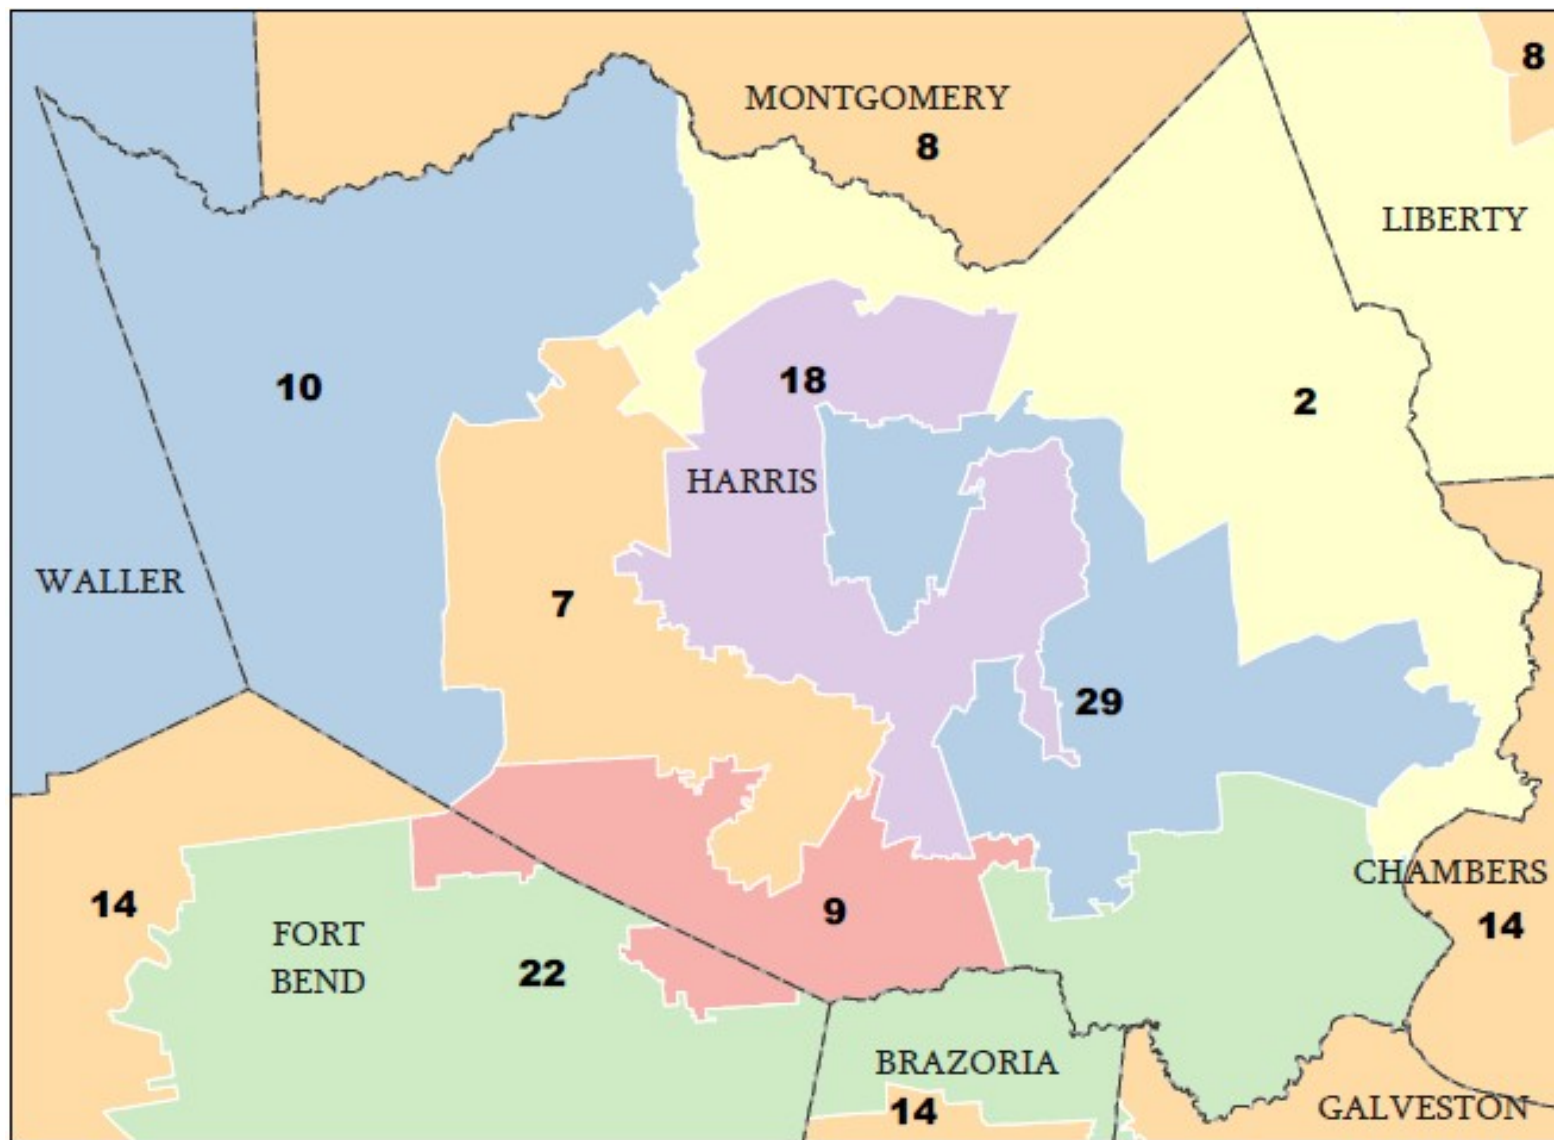 8
MONTGOMERY
8
LIBERTY
10
18
2
HARRIS
WALLER
7
29
CHAMBERS
14
9
14
FORT
BEND
22
BRAZORIA
14
GALVESTON